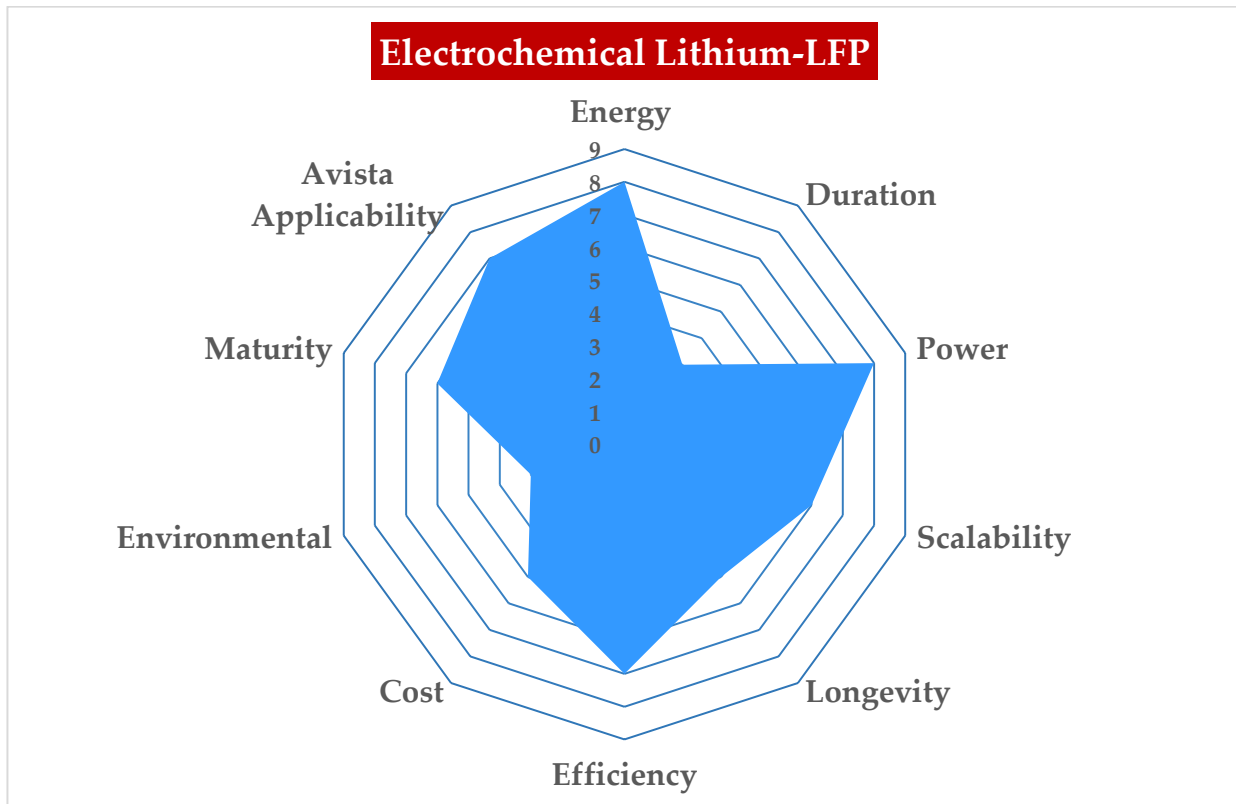 Electrochemical Lithium-LFP
Energy
9
8
7
6
5
4
3
2
1
0
Duration
Power
Scalability
Longevity
Efficiency
Cost
Environmental
Maturity
Avista
Applicability